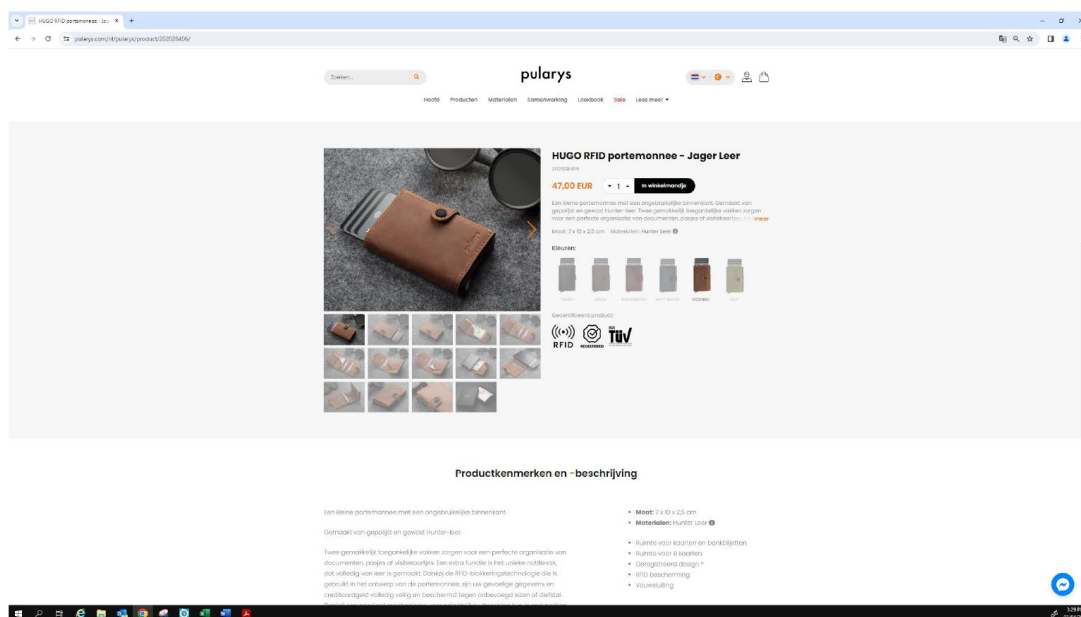 HUGO RFID portemonnee - Jag
pularys.com/nl/pularys/product/202028406/
Zoeken...
pularys
Hoofd Producten Materialen Samenwerking Lookbook Sale Lees meer
HUGO RFID portemonnee - Jager Leer
47,00 EUR - 1 + In winkelmandje
Een kleine portemonnee met een ongebruikelijke binnenkant. Gemaakt van
gepolijst en gewaxt Hunter-leer. Twee gemakkelijk toegankelijke vakken zorgen
voor een perfecte organisatie van documenten, pasjes of visitekaartjes. meer
Maat: 7 x 10 x 2,5 cm Materialen: Hunter Leer
Kleuren:
Gecertificeerd product:
RFID REGISTERED TÜV
Productkenmerken en -beschrijving
Een kleine portemonnee met een ongebruikelijke binnenkant.
Gemaakt van gepolijst en gewaxt Hunter-leer.
Twee gemakkelijk toegankelijke vakken zorgen voor een perfecte organisatie van
documenten, pasjes of visitekaartjes. Een extra functie is het unieke
dat volledig van leer is gemaakt. Dankzij de RFID-blokkeringstechnologie die is
gebruikt in het ontwerp van de portemonnee, zijn uw gevoelige gegevens en
creditcardgeld volledig veilig en beschermd tegen onbevoegd lezen of diefstal.
Maat: 7 x 10 x 2,5 cm
Materialen: Hunter Leer
Ruimte voor kaarten en bankbiljetten
Ruimte voor 8 kaarten
Geregistreerd design ®
RFID bescherming
Vouwsluiting